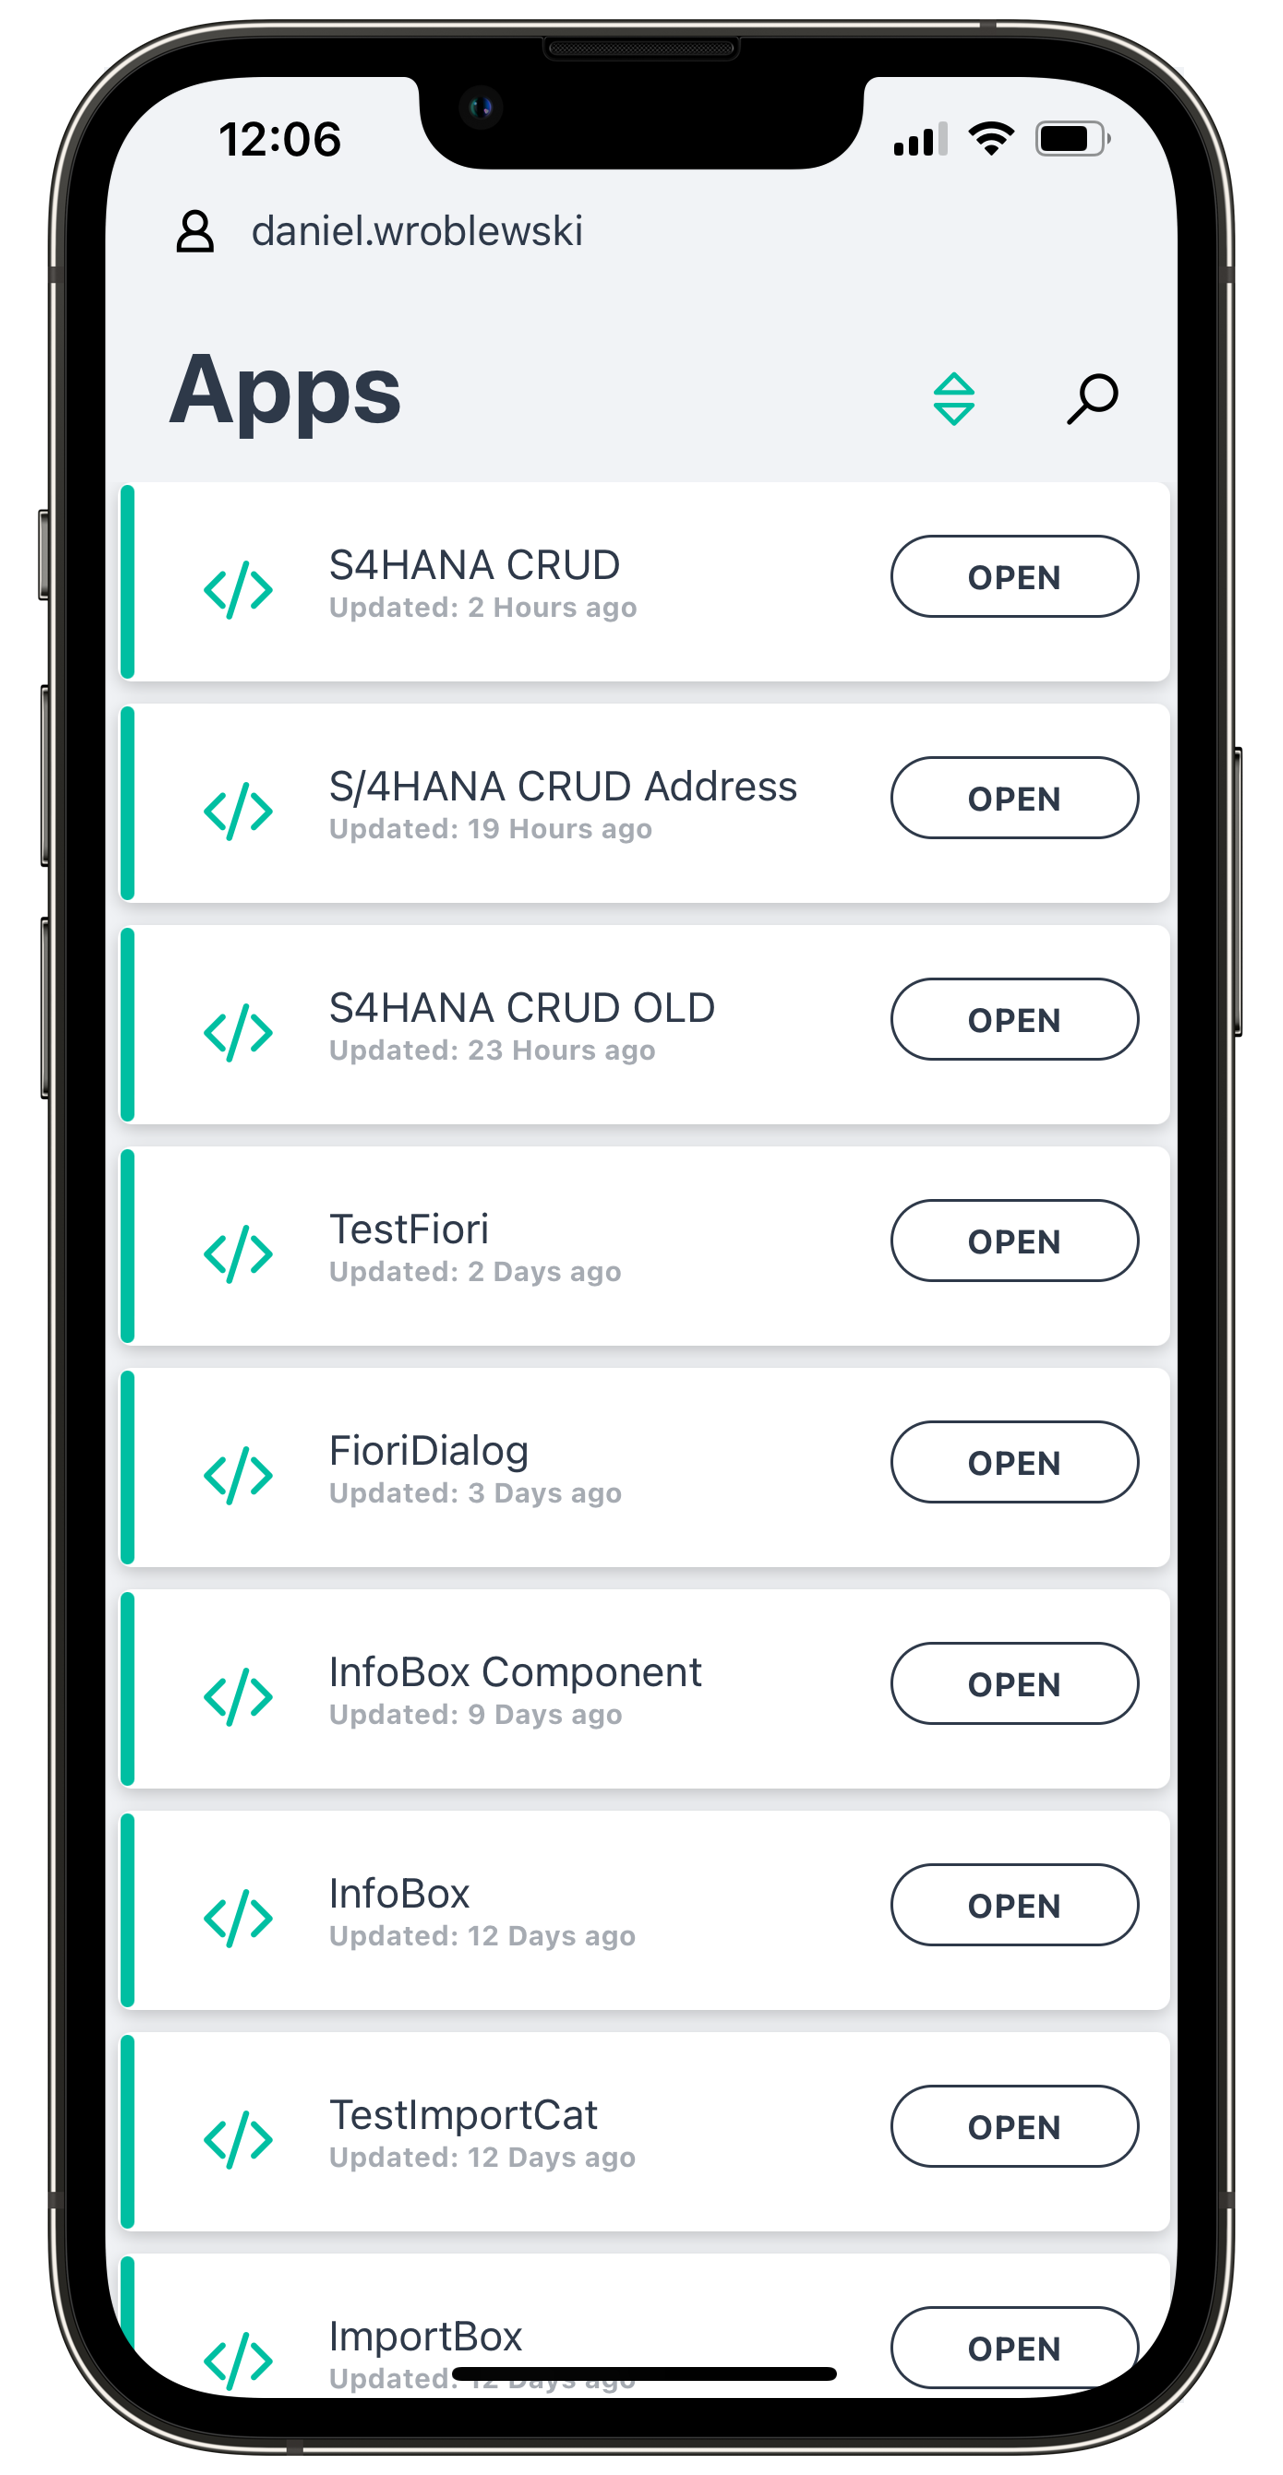 12:06
daniel.wroblewski
Apps
S4HANA CRUD
Updated: 2 Hours ago
OPEN
S/4HANA CRUD Address
Updated: 19 Hours ago
OPEN
S4HANA CRUD OLD
Updated: 23 Hours ago
OPEN
TestFiori
Updated: 2 Days ago
OPEN
FioriDialog
Updated: 3 Days ago
OPEN
InfoBox Component
Updated: 9 Days ago
OPEN
InfoBox
Updated: 12 Days ago
OPEN
TestImportCat
Updated: 12 Days ago
OPEN
ImportBox
Updated: 12 Days ago
OPEN